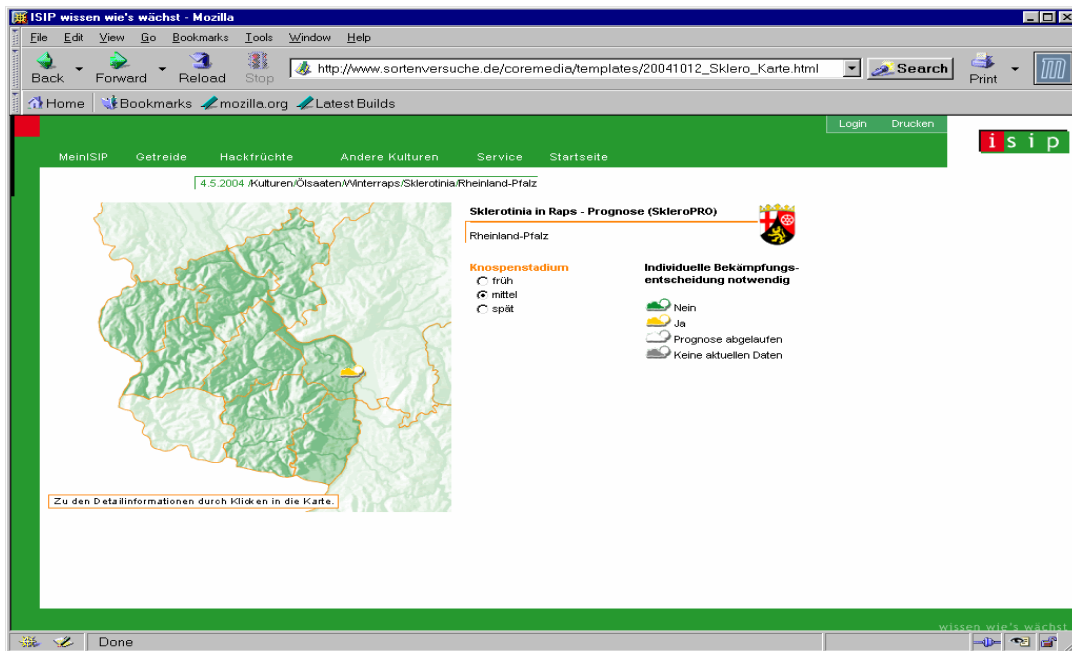 ISIP wissen wie's wächst - Mozilla
File Edit View Go Bookmarks Tools Window Help
Back Forward Reload Stop http://www.sortenversuche.de/coremedia/templates/20041012_Sklero_Karte.html Search Print
Home Bookmarks mozilla.org Latest Builds
Login Drucken
isip
MeinISIP Getreide Hackfrüchte Andere Kulturen Service Startseite
4.5.2004 /Kulturen/Ölsaaten/Winterraps/Sklerotinia/Rheinland-Pfalz
Sklerotinia in Raps - Prognose (SkleroPRO)
Rheinland-Pfalz
Knospenstadium
früh
mittel
spät
Individuelle Bekämpfungs-
entscheidung notwendig
Nein
Ja
Prognose abgelaufen
Keine aktuellen Daten
Zu den Detailinformationen durch Klicken in die Karte.
wissen wie's wächst
Done